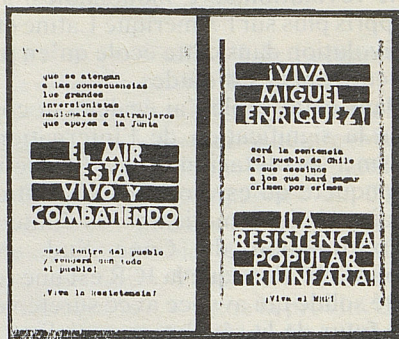 que se atengan
a las consecuencias
los grandes
inversionistas
nacionales o extranjeros
que apoyen a la Junta
EL MIR
ESTA
VIVO Y
COMBATIENDO
está dentro del pueblo
y vencerá con todo
el pueblo!
¡Viva la resistencia!
¡VIVA
MIGUEL
ENRIQUEZ!
será la sentencia
del pueblo de Chile
a sus asesinos
a los que hará pagar
crimen por crimen
¡LA
RESISTENCIA
POPULAR
TRIUNFARA!
¡Viva el MIR!